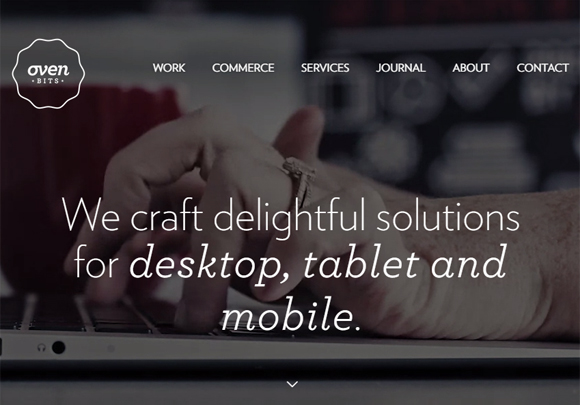 oven
• BITS •
WORK COMMERCE SERVICES JOURNAL ABOUT CONTACT
We craft delightful solutions
for desktop, tablet and
mobile.